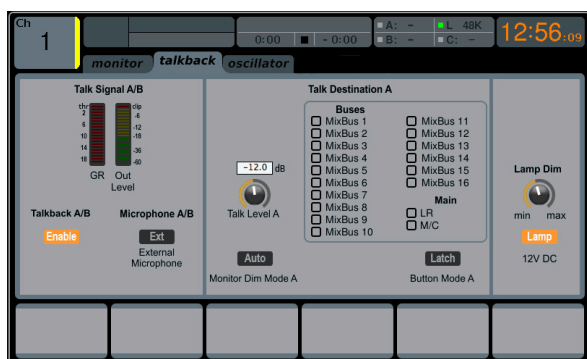 Ch
1
0:00 - 0:00
A: - L 48K
B: - C: -
12:56:09
monitor talkback oscillator
Talk Signal A/B
thr clip
2
6
10
14
18
-6
-12
-18
-36
-60
GR Out
Level
Talkback A/B Microphone A/B
Enable Ext
External
Microphone
Talk Destination A
-12.0 dB
Talk Level A
Auto
Monitor Dim Mode A
Buses
MixBus 1
MixBus 2
MixBus 3
MixBus 4
MixBus 5
MixBus 6
MixBus 7
MixBus 8
MixBus 9
MixBus 10
MixBus 11
MixBus 12
MixBus 13
MixBus 14
MixBus 15
MixBus 16
Main
LR
M/C
Latch
Button Mode A
Lamp Dim
min max
Lamp
12V DC